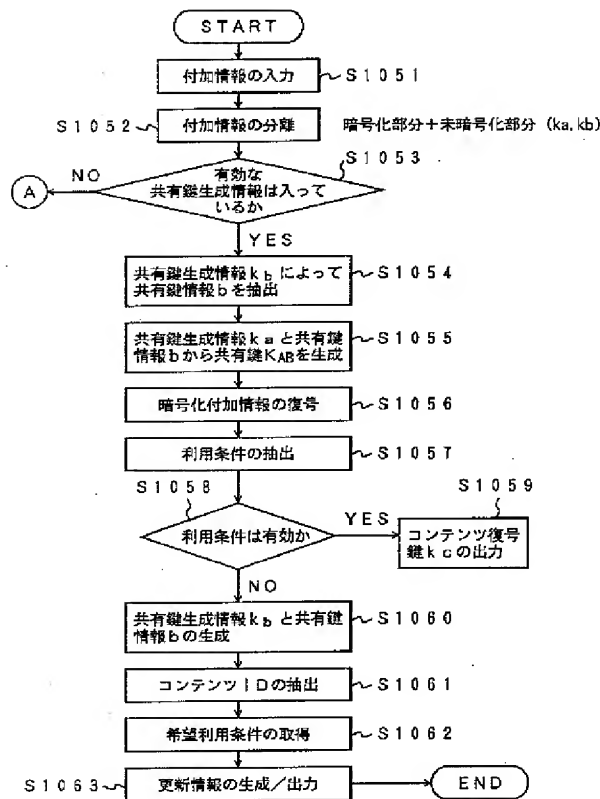 START
付加情報の入力 S1051
S1052 付加情報の分離 暗号化部分+未暗号化部分 (ka.kb)
S1053
A NO
有効な
共有鍵生成情報は入って
いるか
YES
共有鍵生成情報kbによって S1054
共有鍵情報bを抽出
共有鍵生成情報kaと共有鍵 S1055
情報bから共有鍵KABを生成
暗号化付加情報の復号 S1056
利用条件の抽出 S1057
S1058 S1059
利用条件は有効か YES コンテンツ復号
鍵kcの出力
NO
共有鍵生成情報kbと共有鍵 S1060
情報bの生成
コンテンツIDの抽出 S1061
希望利用条件の取得 S1062
S1063 更新情報の生成/出力 END